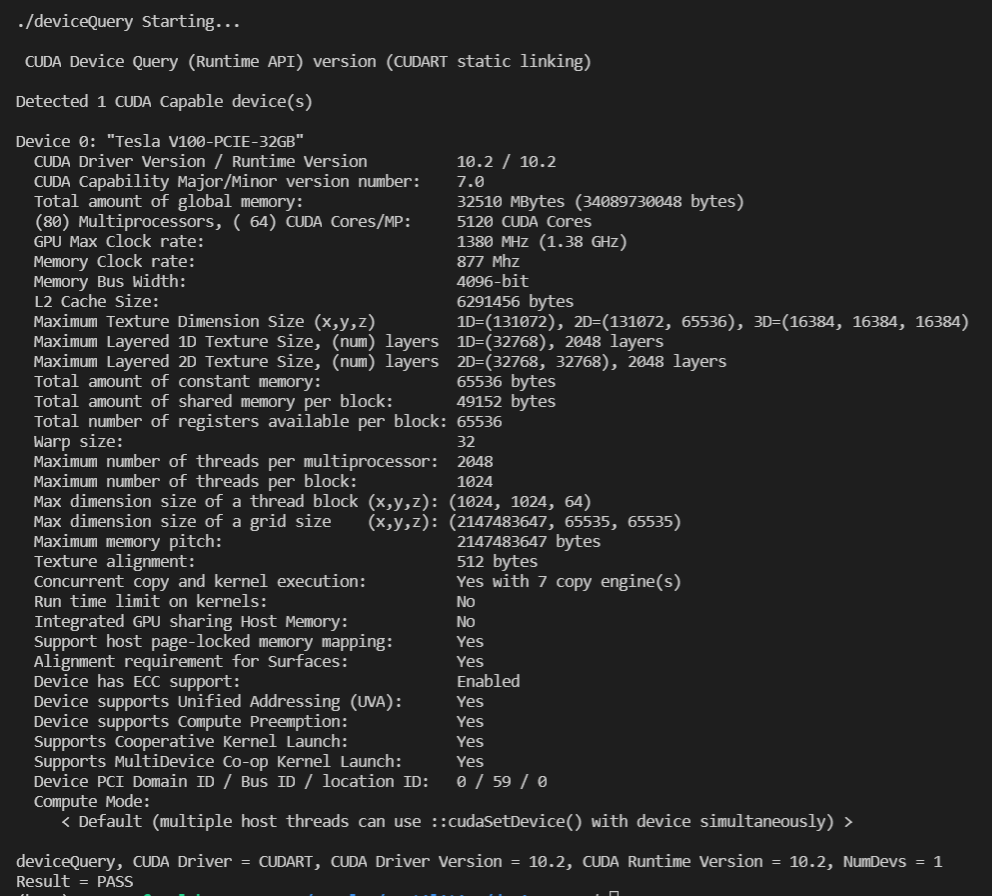 ./deviceQuery Starting...
CUDA Device Query (Runtime API) version (CUDART static linking)
Detected 1 CUDA Capable device(s)
Device 0: "Tesla V100-PCIE-32GB"
CUDA Driver Version / Runtime Version 10.2 / 10.2
CUDA Capability Major/Minor version number: 7.0
Total amount of global memory: 32510 MBytes (34089730048 bytes)
(80) Multiprocessors, ( 64) CUDA Cores/MP: 5120 CUDA Cores
GPU Max Clock rate: 1380 MHz (1.38 GHz)
Memory Clock rate: 877 Mhz
Memory Bus Width: 4096-bit
L2 Cache Size: 6291456 bytes
Maximum Texture Dimension Size (x,y,z) 1D=(131072), 2D=(131072, 65536), 3D=(16384, 16384, 16384)
Maximum Layered 1D Texture Size, (num) layers 1D=(32768), 2048 layers
Maximum Layered 2D Texture Size, (num) layers 2D=(32768, 32768), 2048 layers
Total amount of constant memory: 65536 bytes
Total amount of shared memory per block: 49152 bytes
Total number of registers available per block: 65536
Warp size: 32
Maximum number of threads per multiprocessor: 2048
Maximum number of threads per block: 1024
Max dimension size of a thread block (x,y,z): (1024, 1024, 64)
Max dimension size of a grid size (x,y,z): (2147483647, 65535, 65535)
Maximum memory pitch: 2147483647 bytes
Texture alignment: 512 bytes
Concurrent copy and kernel execution: Yes with 7 copy engine(s)
Run time limit on kernels: No
Integrated GPU sharing Host Memory: No
Support host page-locked memory mapping: Yes
Alignment requirement for Surfaces: Yes
Device has ECC support: Enabled
Device supports Unified Addressing (UVA): Yes
Device supports Compute Preemption: Yes
Supports Cooperative Kernel Launch: Yes
Supports MultiDevice Co-op Kernel Launch: Yes
Device PCI Domain ID / Bus ID / location ID: 0 / 59 / 0
Compute Mode:
< Default (multiple host threads can use ::cudaSetDevice() with device simultaneously) >
deviceQuery, CUDA Driver = CUDART, CUDA Driver Version = 10.2, CUDA Runtime Version = 10.2, NumDevs = 1
Result = PASS